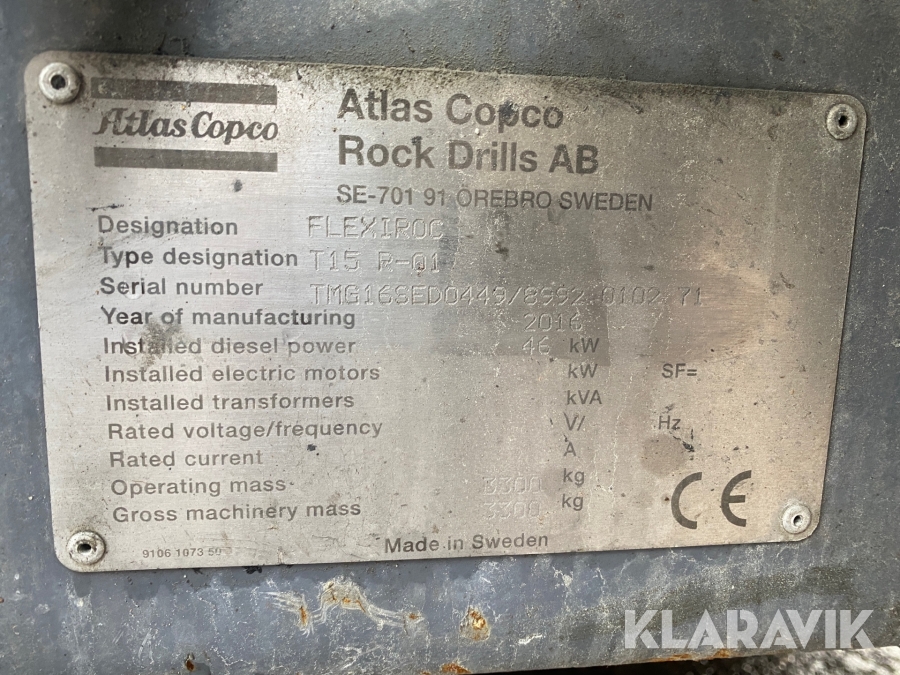 Atlas Copco
Atlas Copco
Rock Drills AB
SE-701 91 ÖREBRO SWEDEN
Designation FLEXIROC
Type designation T15 R-01
Serial number TMG16SED0449/8992 0102 71
Year of manufacturing 2016
Installed diesel power 46 kW
Installed electric motors kW SF=
Installed transformers kVA
Rated voltage/frequency V/ Hz
Rated current A
Operating mass 3300 kg
Gross machinery mass 3300 kg
CE
Made in Sweden
9106 1073 50
KLARAVIK